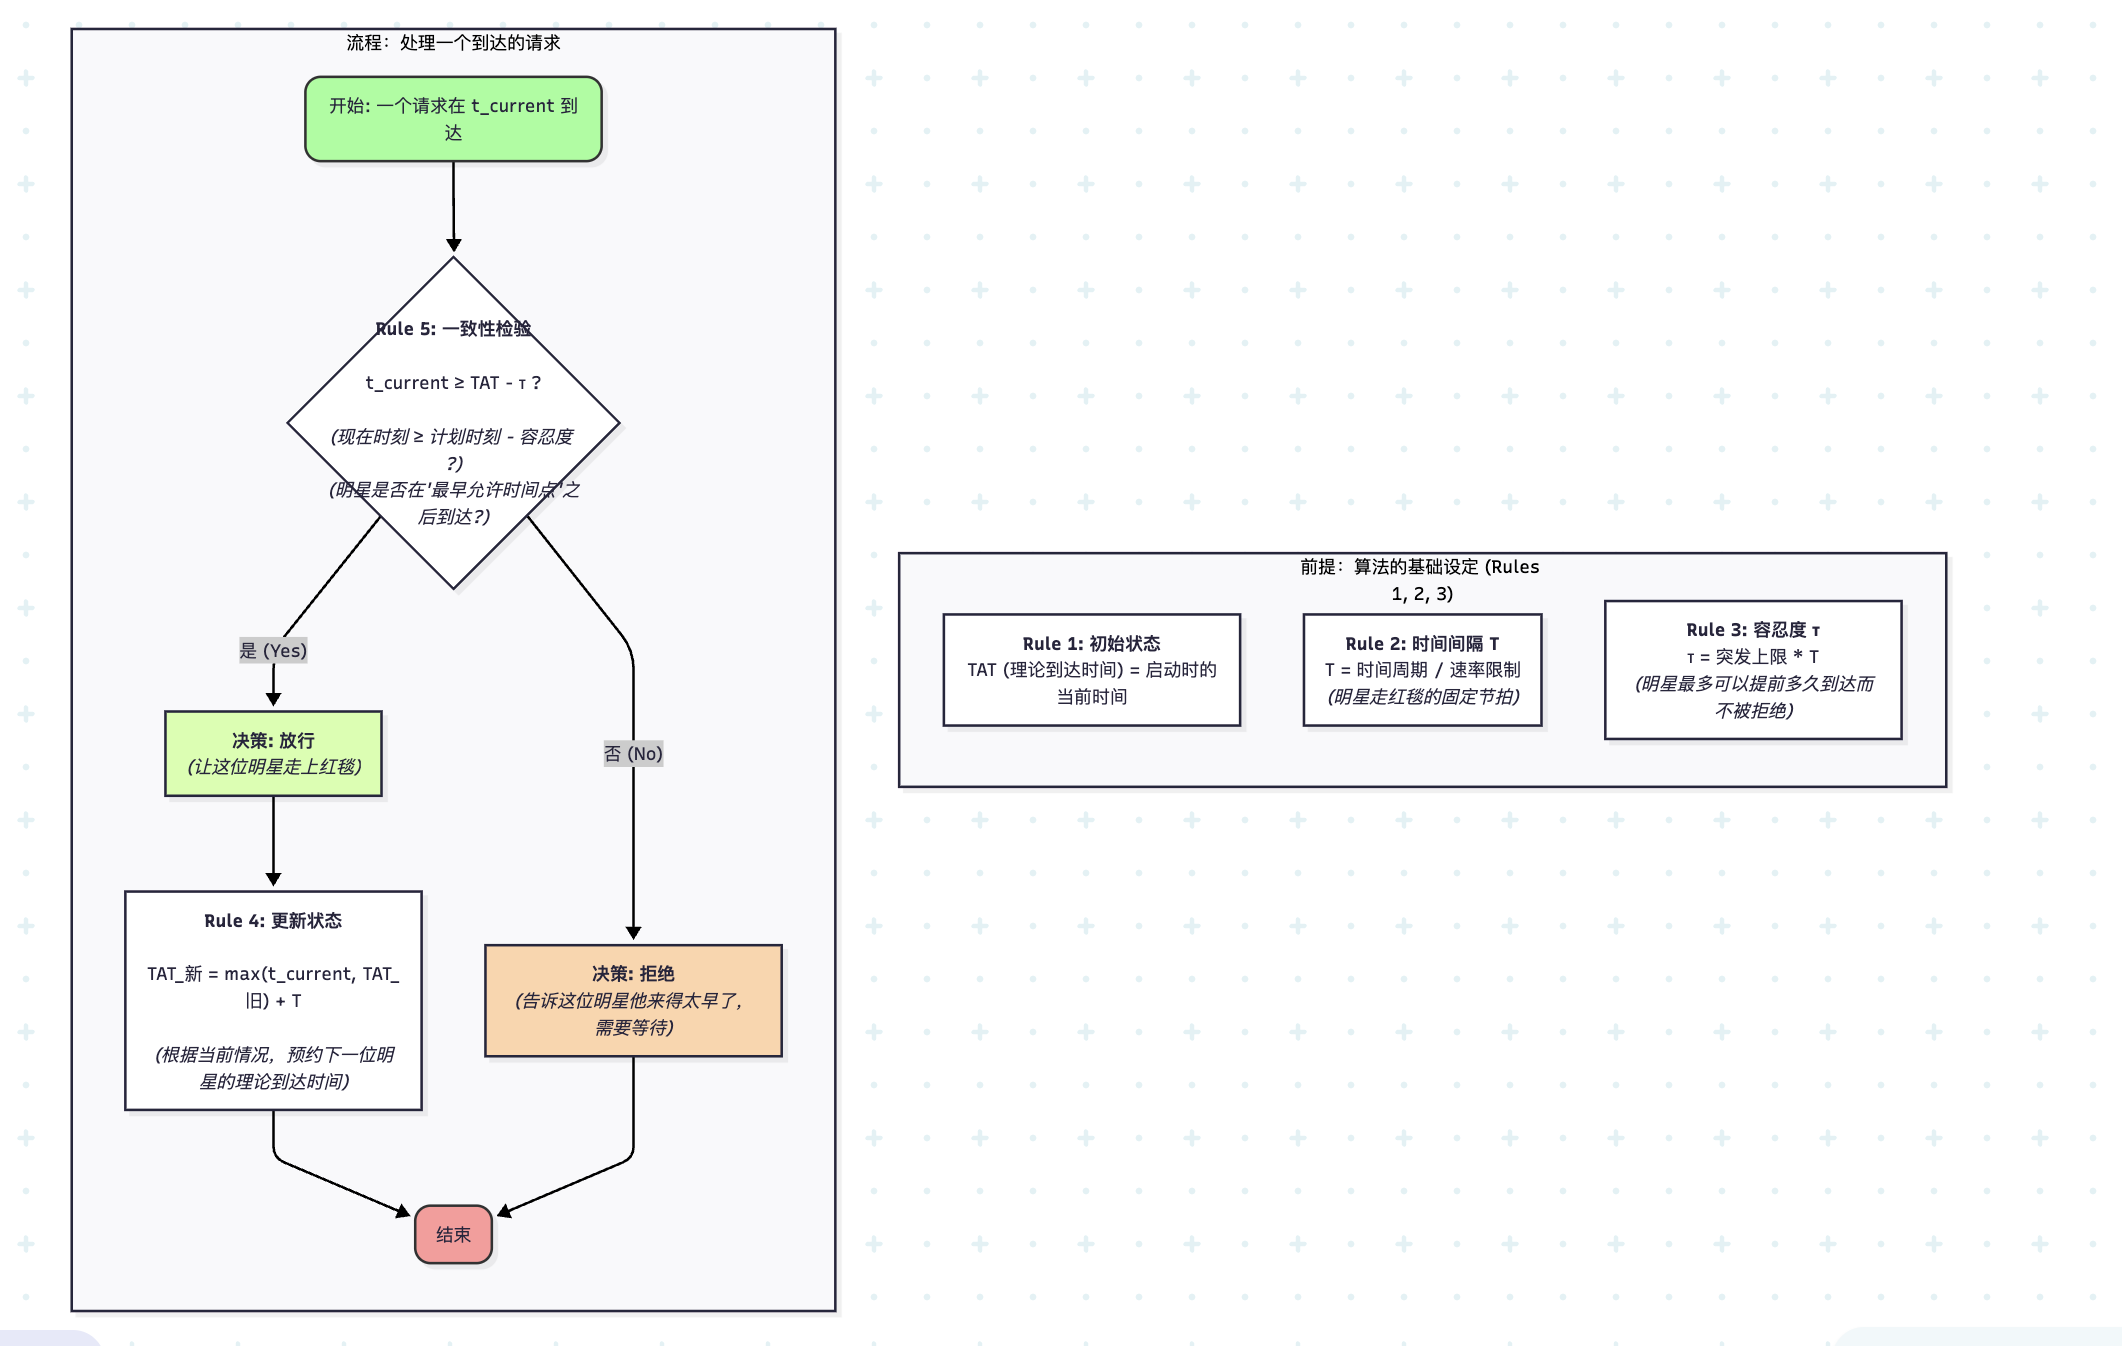 流程：处理一个到达的请求
开始: 一个请求在 t_current 到
达
Rule 5: 一致性检验
t_current ≥ TAT - τ ?
(现在时刻 ≥ 计划时刻 - 容忍度
?)
(明星是否在'最早允许时间点'之
后到达?)
是 (Yes)
否 (No)
决策: 放行
(让这位明星走上红毯)
Rule 4: 更新状态
TAT_新 = max(t_current, TAT_
旧) + T
(根据当前情况，预约下一位明
星的理论到达时间)
决策: 拒绝
(告诉这位明星他来得太早了，
需要等待)
结束
前提：算法的基础设定 (Rules
1, 2, 3)
Rule 1: 初始状态
TAT (理论到达时间) = 启动时的
当前时间
Rule 2: 时间间隔 T
T = 时间周期 / 速率限制
(明星走红毯的固定节拍)
Rule 3: 容忍度 τ
τ = 突发上限 * T
(明星最多可以提前多久到达而
不被拒绝)